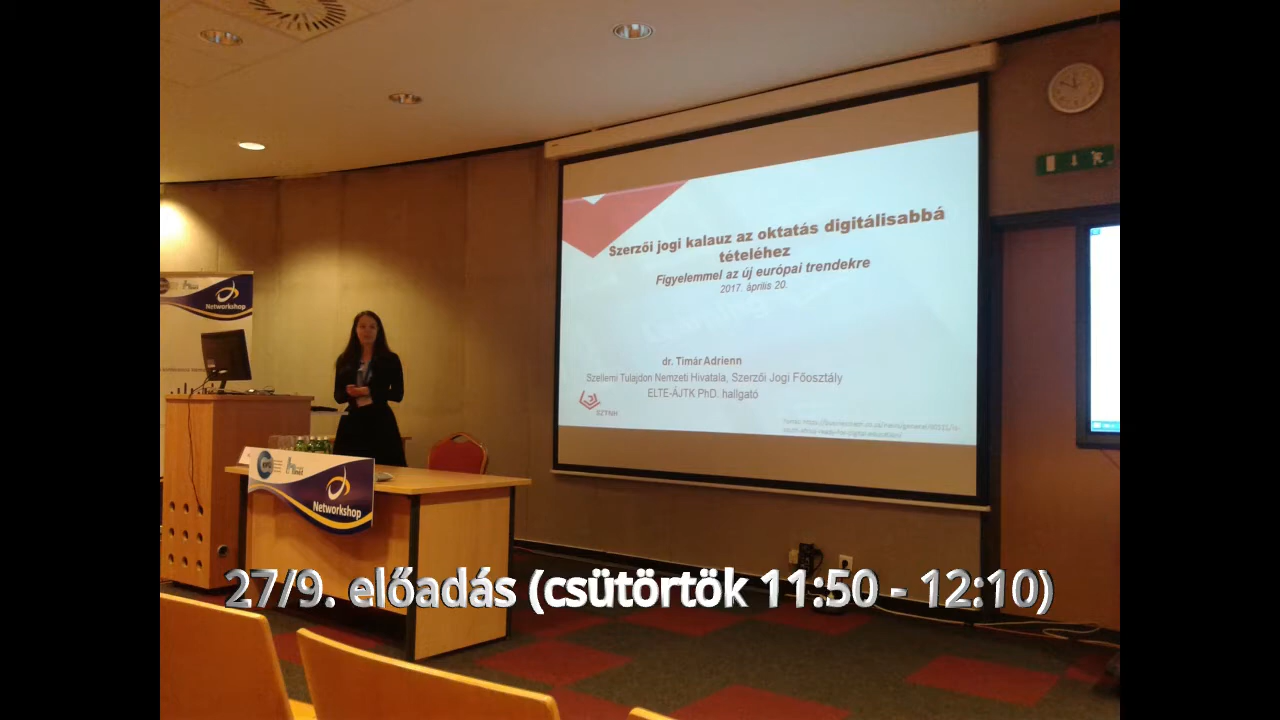 Szerzői jogi kalauz az oktatás digitálisabbá
tételéhez
Figyelemmel az új európai trendekre
2017. április 20.
dr. Timár Adrienn
Szellemi Tulajdon Nemzeti Hivatala, Szerzői Jogi Főosztály
ELTE-ÁJTK PhD. hallgató
SZTNH
Networkshop
Networkshop
27/9. előadás (csütörtök 11:50 - 12:10)